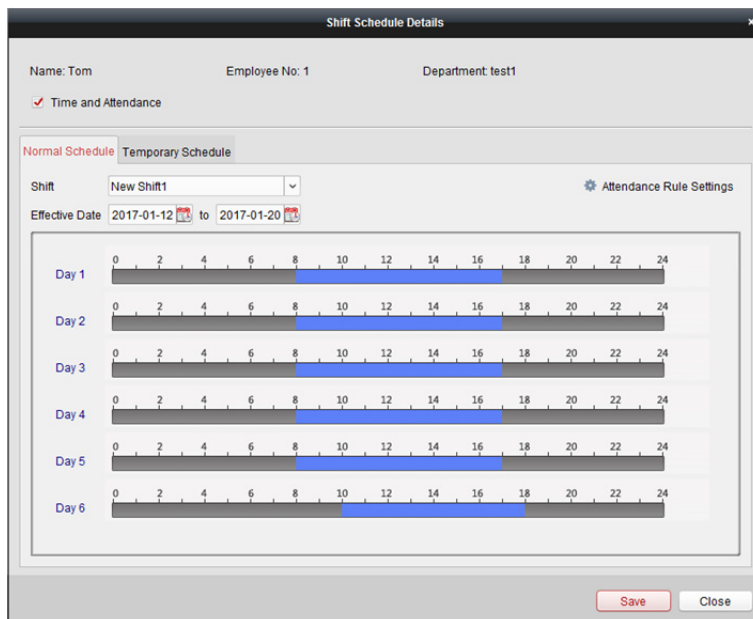 Shift Schedule Details
Name: Tom Employee No: 1 Department: test1
Time and Attendance
Normal Schedule Temporary Schedule
Shift New Shift1 Attendance Rule Settings
Effective Date 2017-01-12 to 2017-01-20
0 2 4 6 8 10 12 14 16 18 20 22 24
Day 1
0 2 4 6 8 10 12 14 16 18 20 22 24
Day 2
0 2 4 6 8 10 12 14 16 18 20 22 24
Day 3
0 2 4 6 8 10 12 14 16 18 20 22 24
Day 4
0 2 4 6 8 10 12 14 16 18 20 22 24
Day 5
0 2 4 6 8 10 12 14 16 18 20 22 24
Day 6
Save Close